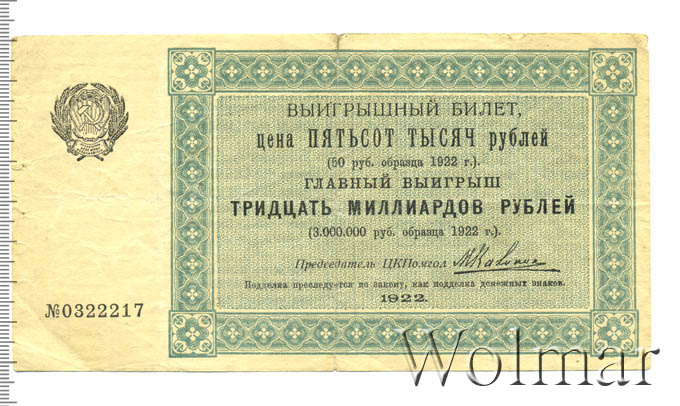 ВЫИГРЫШНЫЙ БИЛЕТ,
цена ПЯТЬСОТ ТЫСЯЧ рублей
(50 руб. образца 1922 г.).
ГЛАВНЫЙ ВЫИГРЫШ
ТРИДЦАТЬ МИЛЛИАРДОВ РУБЛЕЙ
(3.000.000 руб. образца 1922 г.).
Председатель ЦКПомгол MKalinin
Подделка преследуется по закону, как подделка денежных знаков.
1922.
№0322217
Wolmar